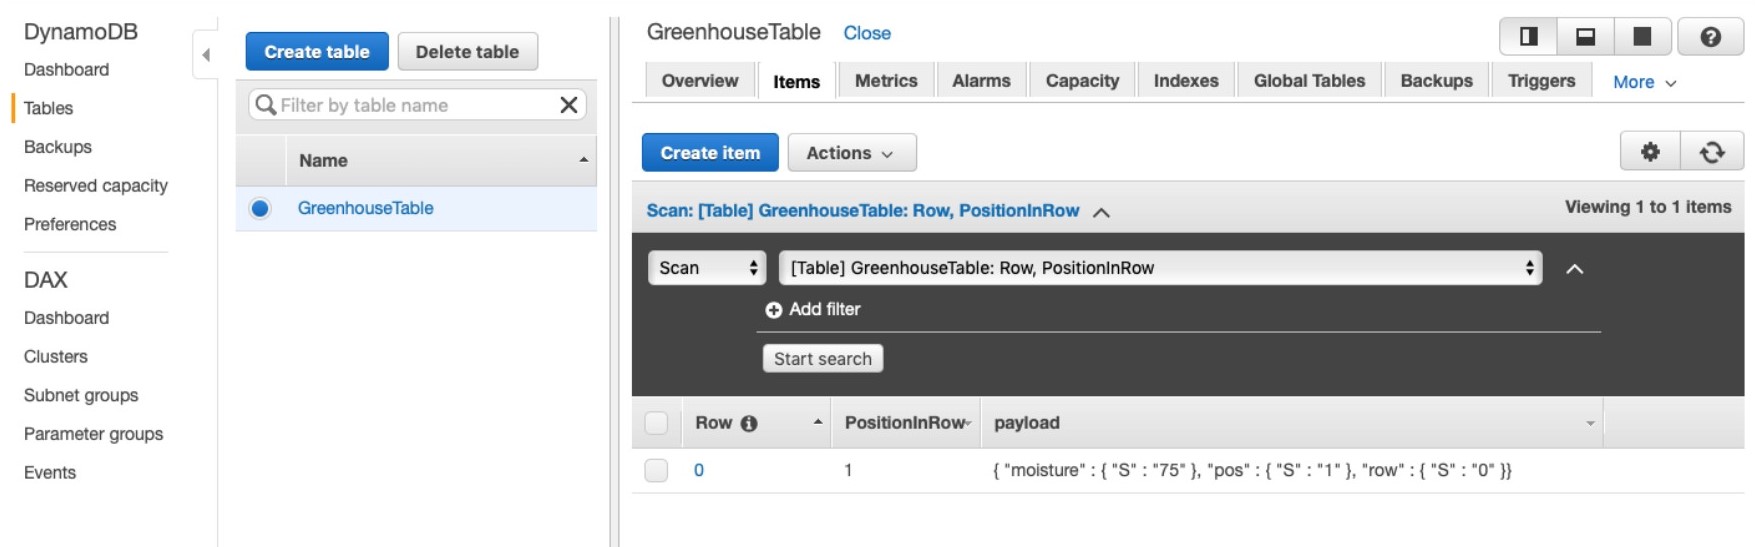 DynamoDB
Dashboard
Tables
Backups
Reserved capacity
Preferences
DAX
Dashboard
Clusters
Subnet groups
Parameter groups
Events
Create table Delete table
Filter by table name
Name
GreenhouseTable
GreenhouseTable Close
Overview Items Metrics Alarms Capacity Indexes Global Tables Backups Triggers More
Create item Actions
Scan: [Table] GreenhouseTable: Row, PositionInRow Viewing 1 to 1 items
Scan [Table] GreenhouseTable: Row, PositionInRow
Add filter
Start search
Row PositionInRow payload
0 1 { "moisture" : { "S" : "75" }, "pos" : { "S" : "1" }, "row" : { "S" : "0" }}